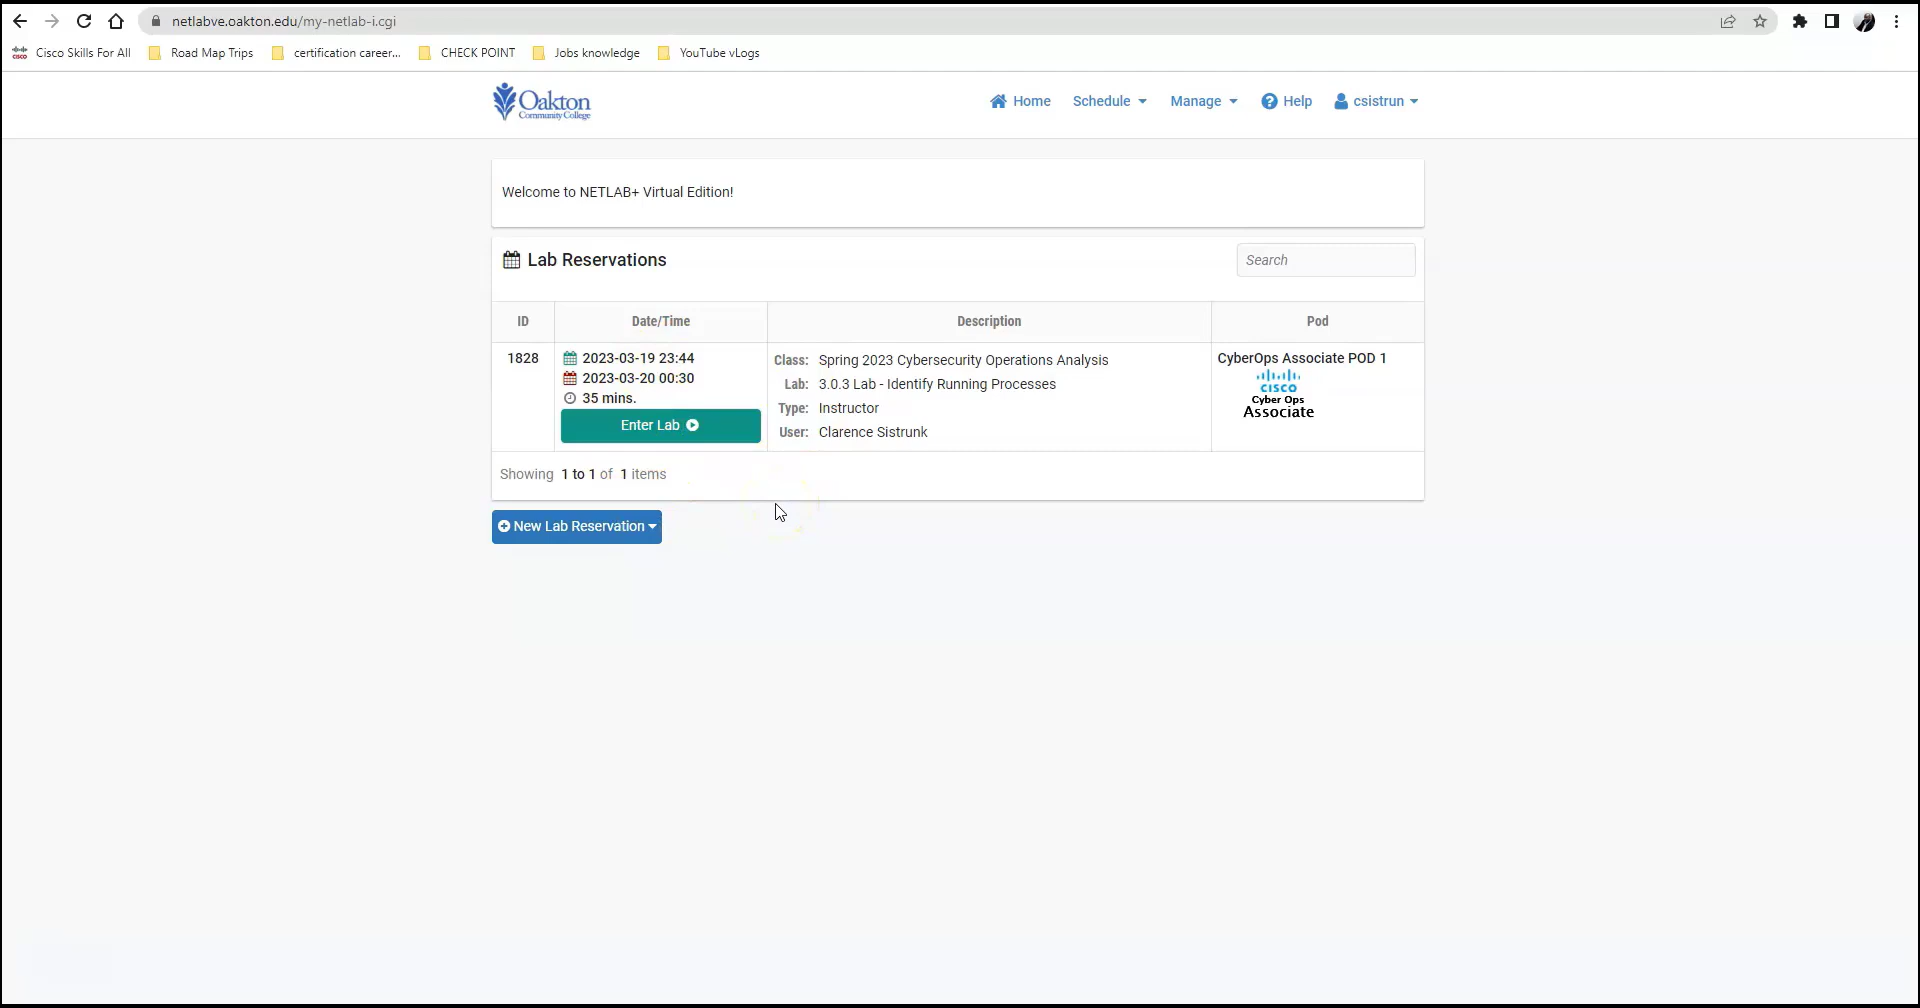 netlabve.oakton.edu/my-netlab-i.cgi
CISCO Cisco Skills For All Road Map Trips certification career... CHECK POINT Jobs knowledge YouTube vLogs
Oakton
Community College
Home Schedule Manage Help csistrun
Welcome to NETLAB+ Virtual Edition!
Lab Reservations Search
ID Date/Time Description Pod
1828 2023-03-19 23:44 Class: Spring 2023 Cybersecurity Operations Analysis CyberOps Associate POD 1
2023-03-20 00:30 Lab: 3.0.3 Lab - Identify Running Processes CISCO
35 mins. Type: Instructor Cyber Ops
Associate
Enter Lab User: Clarence Sistrunk
Showing 1 to 1 of 1 items
New Lab Reservation